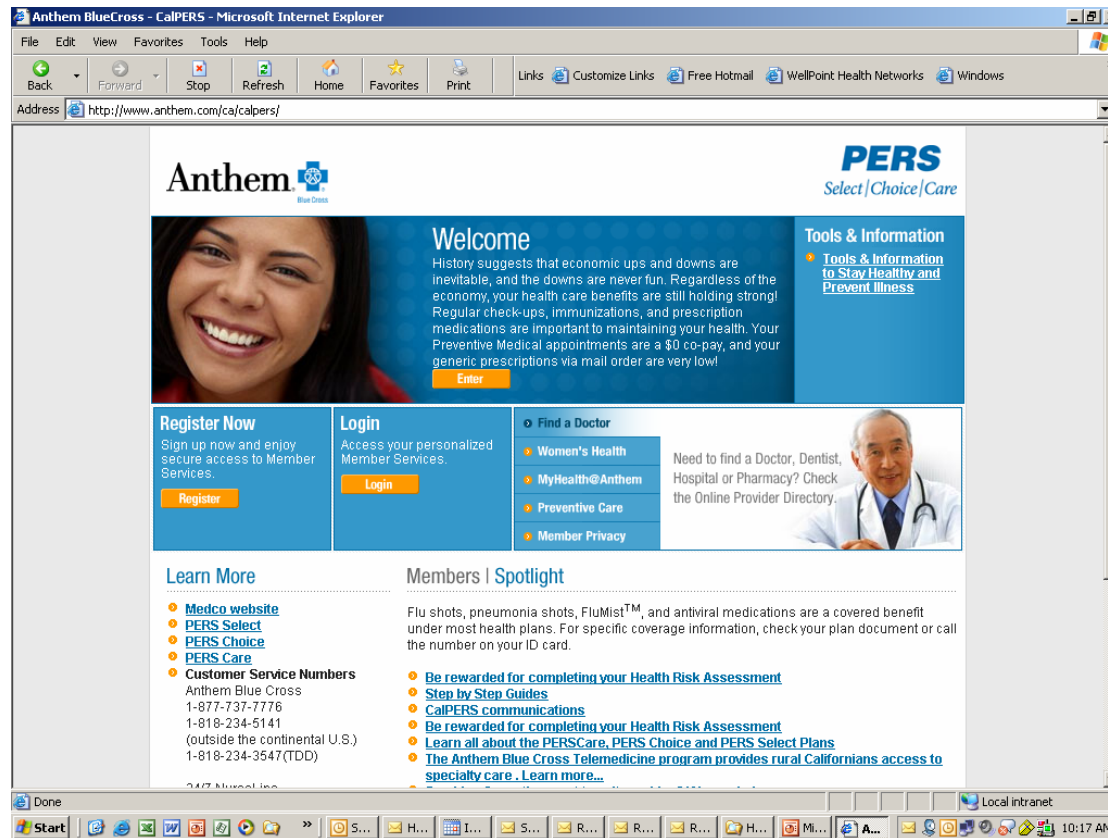 Anthem BlueCross - CalPERS - Microsoft Internet Explorer
File Edit View Favorites Tools Help
Back Forward Stop Refresh Home Favorites Print Links Customize Links Free Hotmail WellPoint Health Networks Windows
Address http://www.anthem.com/ca/calpers/
Anthem.
Blue Cross
PERS
Select|Choice|Care
Welcome
History suggests that economic ups and downs are
inevitable, and the downs are never fun. Regardless of the
economy, your health care benefits are still holding strong!
Regular check-ups, immunizations, and prescription
medications are important to maintaining your health. Your
Preventive Medical appointments are a $0 co-pay, and your
generic prescriptions via mail order are very low!
Enter
Tools & Information
Tools & Information
to Stay Healthy and
Prevent Illness
Register Now
Sign up now and enjoy
secure access to Member
Services.
Register
Login
Access your personalized
Member Services.
Login
Find a Doctor
Women's Health
MyHealth@Anthem
Preventive Care
Member Privacy
Need to find a Doctor, Dentist,
Hospital or Pharmacy? Check
the Online Provider Directory.
Learn More
Medco website
PERS Select
PERS Choice
PERS Care
Customer Service Numbers
Anthem Blue Cross
1-877-737-7776
1-818-234-5141
(outside the continental U.S.)
1-818-234-3547(TDD)
24/7 NurseLine
Members | Spotlight
Flu shots, pneumonia shots, FluMist™, and antiviral medications are a covered benefit
under most health plans. For specific coverage information, check your plan document or call
the number on your ID card.
Be rewarded for completing your Health Risk Assessment
Step by Step Guides
CalPERS communications
Be rewarded for completing your Health Risk Assessment
Learn all about the PERSCare, PERS Choice and PERS Select Plans
The Anthem Blue Cross Telemedicine program provides rural Californians access to
specialty care . Learn more...
Done Local intranet
Start » S... H... I... S... R... R... R... H... Mi... A... 10:17 AM